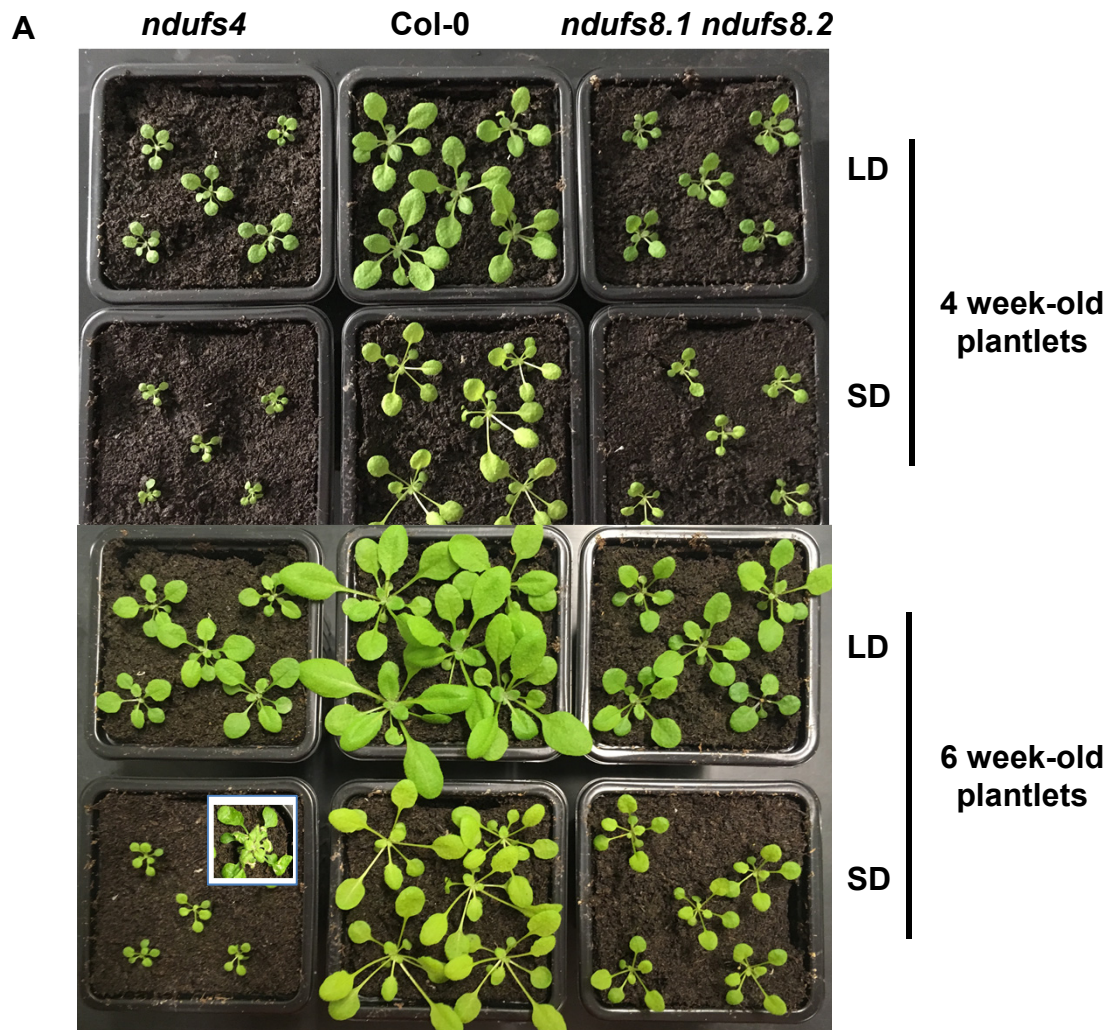 A
ndufs4 Col-0 ndufs8.1 ndufs8.2
LD
4 week-old
plantlets
SD
LD
6 week-old
plantlets
SD